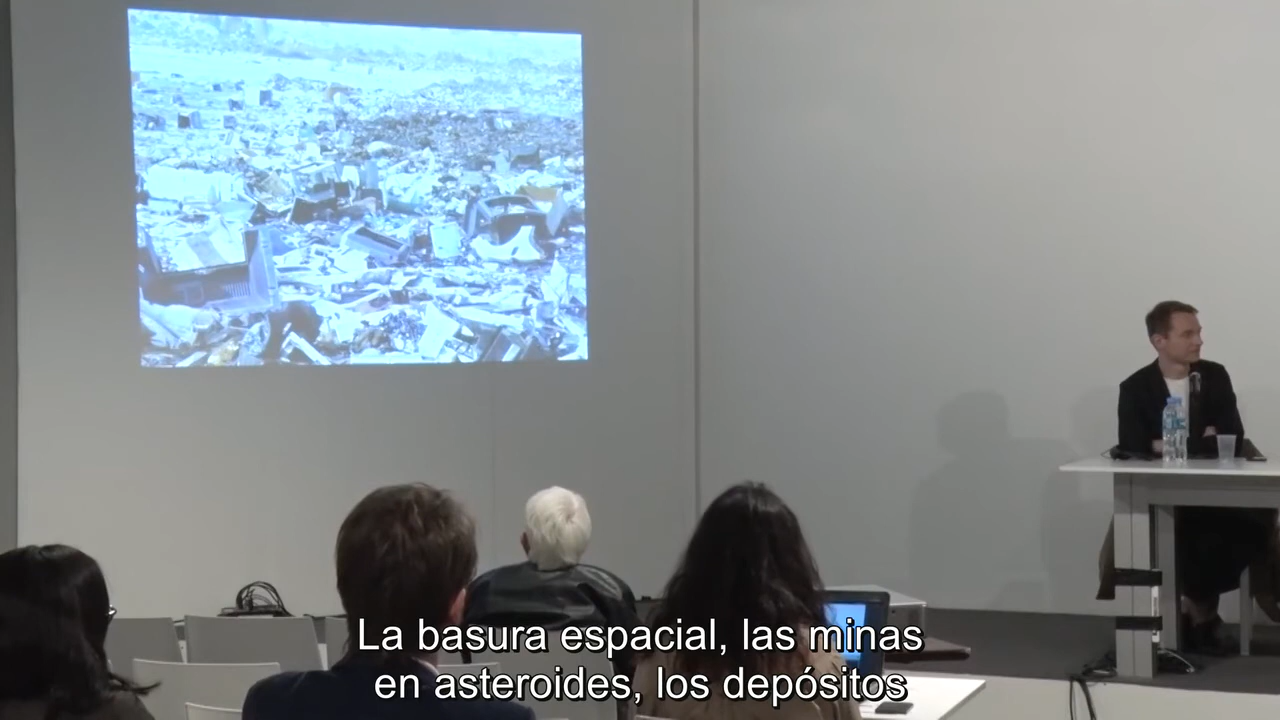 La basura espacial, las minas
en asteroides, los depósitos